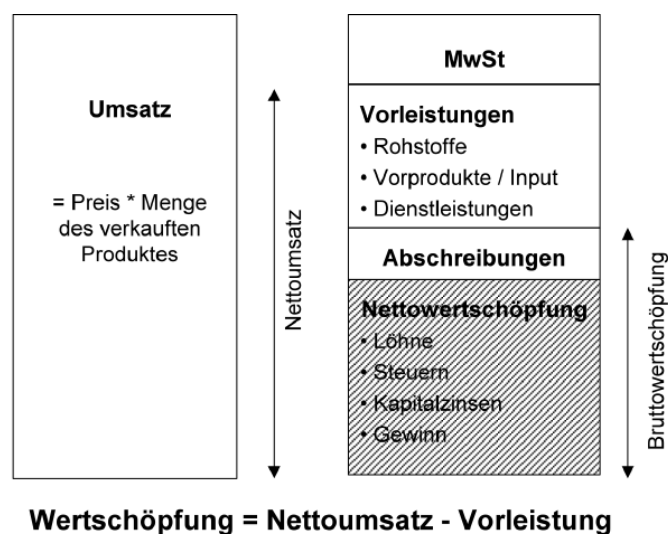 Umsatz
= Preis * Menge
des verkauften
Produktes
Nettoumsatz
MwSt
Vorleistungen
• Rohstoffe
• Vorprodukte / Input
• Dienstleistungen
Abschreibungen
Nettowertschöpfung
• Löhne
• Steuern
• Kapitalzinsen
• Gewinn
Bruttowertschöpfung
Wertschöpfung = Nettoumsatz - Vorleistung